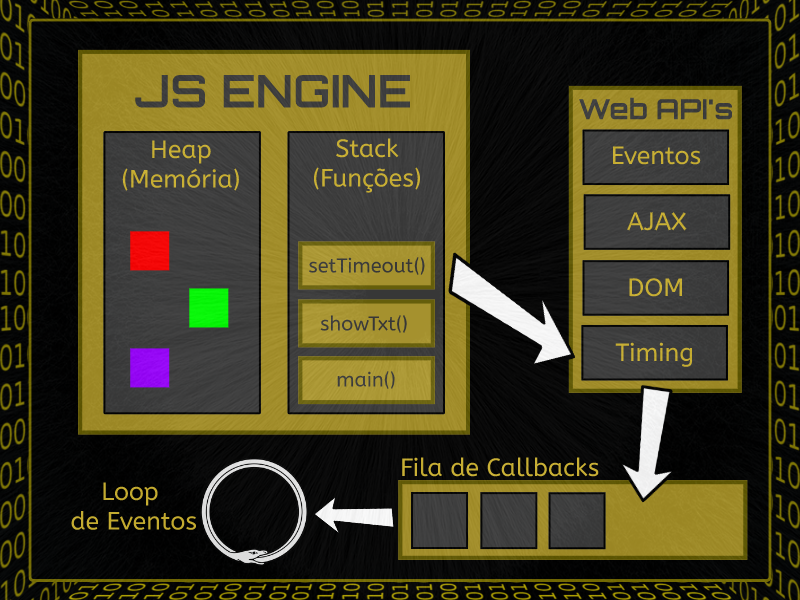 JS ENGINE
Heap
(Memória)
Stack
(Funções)
setTimeout()
showTxt()
main()
Web API's
Eventos
AJAX
DOM
Timing
Fila de Callbacks
Loop
de Eventos